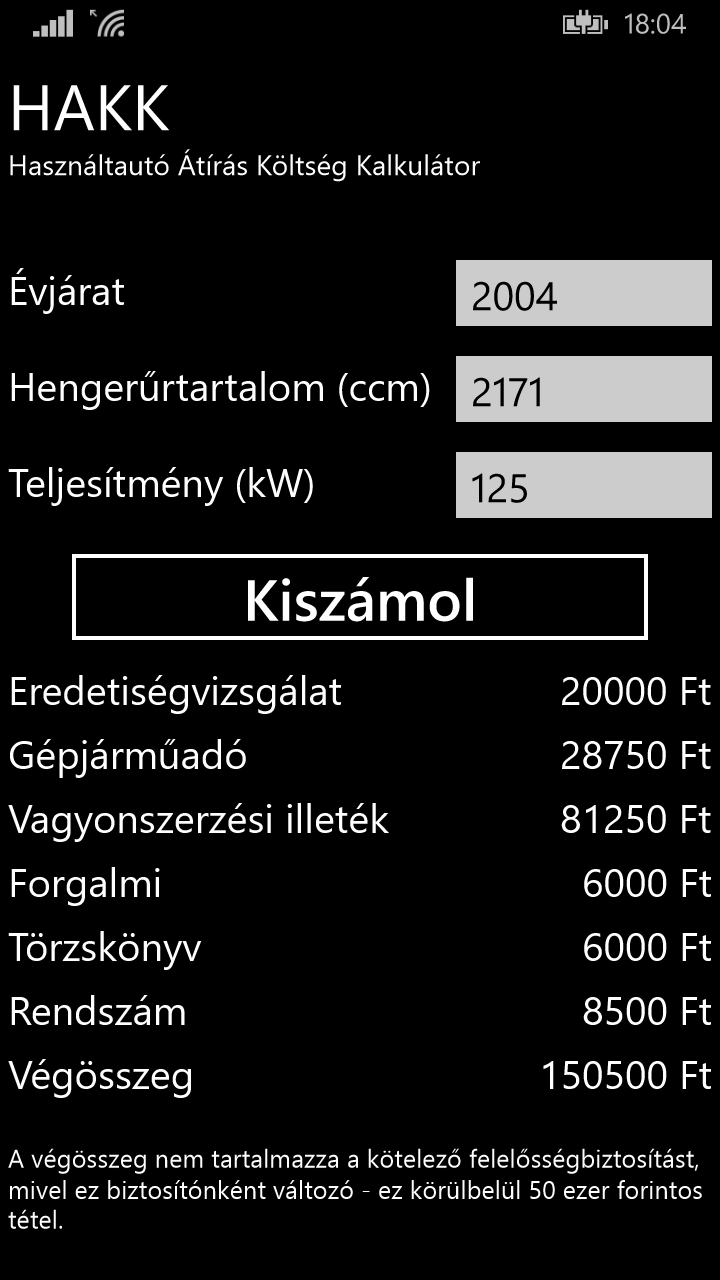 18:04
HAKK
Használtautó Átírás Költség Kalkulátor
Évjárat 2004
Hengerűrtartalom (ccm) 2171
Teljesítmény (kW) 125
Kiszámol
Eredetiségvizsgálat 20000 Ft
Gépjárműadó 28750 Ft
Vagyonszerzési illeték 81250 Ft
Forgalmi 6000 Ft
Törzskönyv 6000 Ft
Rendszám 8500 Ft
Végösszeg 150500 Ft
A végösszeg nem tartalmazza a kötelező felelősségbiztosítást,
mivel ez biztosítónként változó - ez körülbelül 50 ezer forintos
tétel.